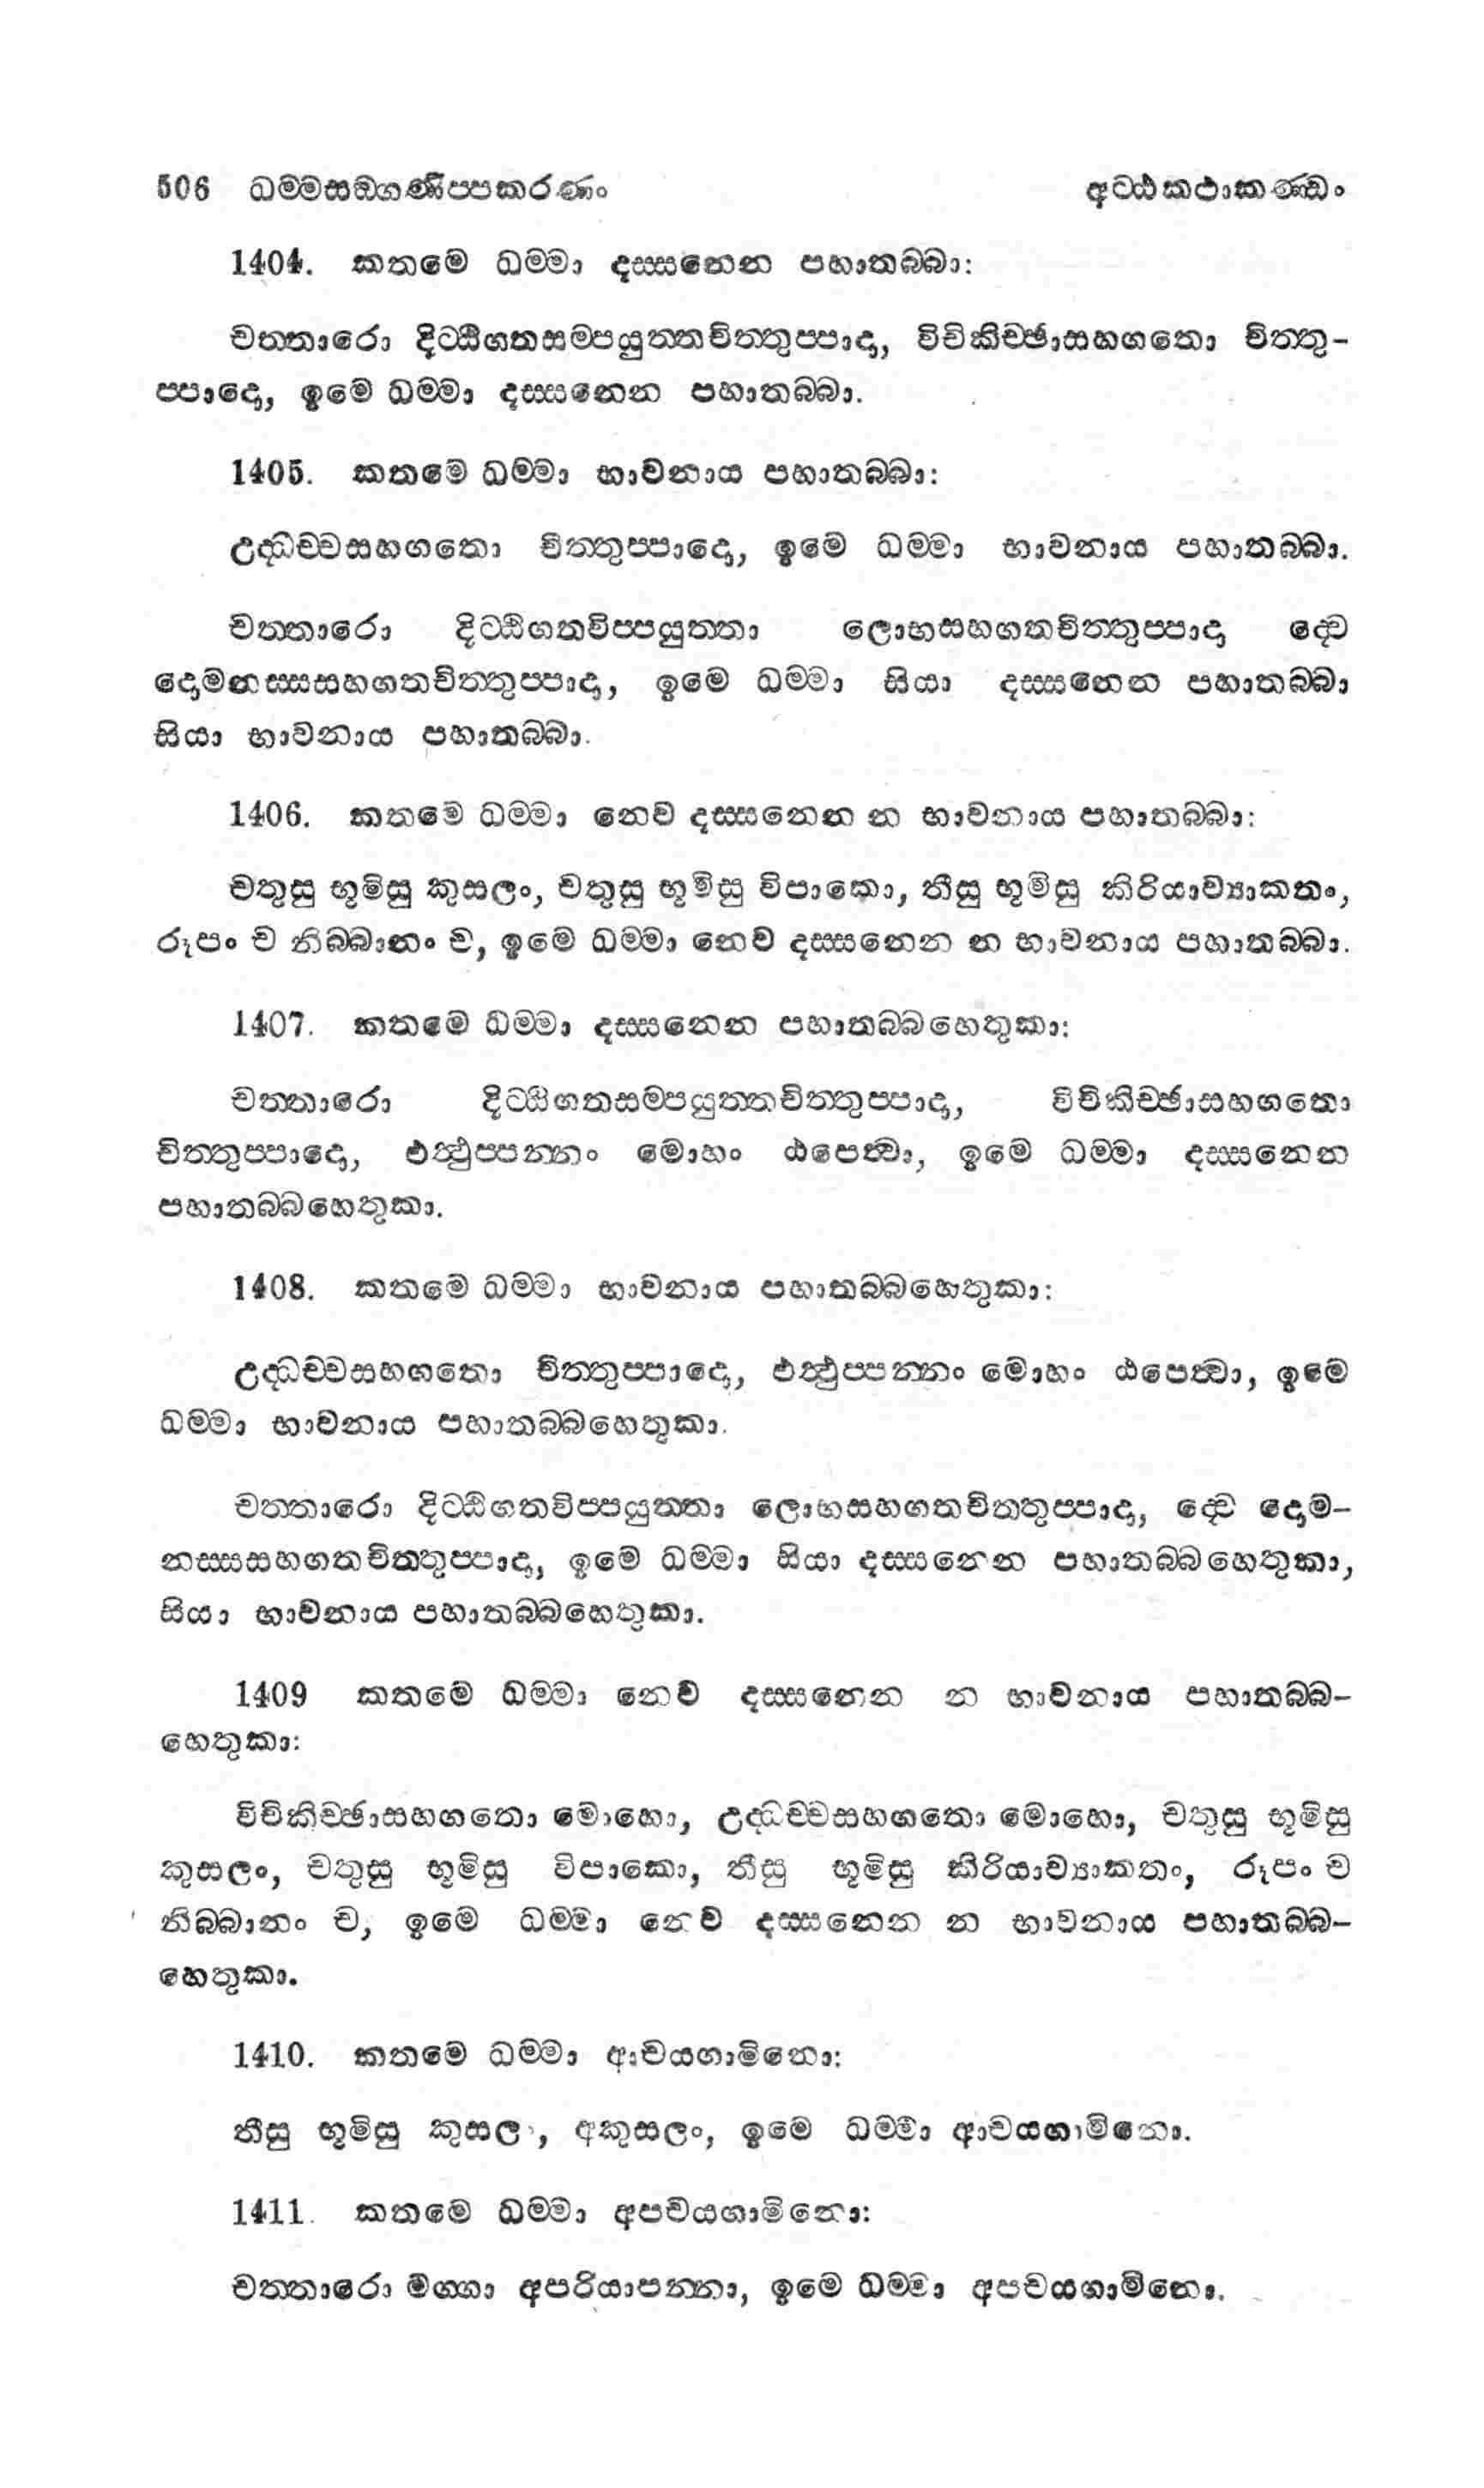 506 ධම්මසඞ්ගණිප්පකරණං අට්ඨකථාකණ්ඩං
1404. කතමෙ ධම්මා දස්සනෙන පහාතබ්බා:
චත්තාරො දිට්ඨිගතසම්පයුත්තචිත්තුප්පාදා, විචිකිච්ඡාසහගතො චිත්තු-
ප්පාදො, ඉමෙ ධම්මා දස්සනෙන පහාතබ්බා.
1405. කතමෙ ධම්මා භාවනාය පහාතබ්බා:
උද්ධච්චසහගතො චිත්තුප්පාදො, ඉමෙ ධම්මා භාවනාය පහාතබ්බා.
චත්තාරො දිට්ඨිගතවිප්පයුත්තා ලොභසහගතචිත්තුප්පාදා ද්වෙ
දොමනස්සසහගතචිත්තුප්පාදා, ඉමෙ ධම්මා සියා දස්සනෙන පහාතබ්බා
සියා භාවනාය පහාතබ්බා.
1406. කතමෙ ධම්මා නෙව දස්සනෙන න භාවනාය පහාතබ්බා:
චතුසු භූමිසු කුසලං, චතුසු භූමිසු විපාකො, තීසු භූමිසු කිරියාව්‍යාකතං,
රූපං ච නිබ්බානං ච, ඉමෙ ධම්මා නෙව දස්සනෙන න භාවනාය පහාතබ්බා.
1407. කතමෙ ධම්මා දස්සනෙන පහාතබ්බහෙතුකා:
චත්තාරො දිට්ඨිගතසම්පයුත්තචිත්තුප්පාදා, විචිකිච්ඡාසහගතො
චිත්තුප්පාදො, එත්ථුප්පන්නං මොහං ඨපෙත්වා, ඉමෙ ධම්මා දස්සනෙන
පහාතබ්බහෙතුකා.
1408. කතමෙ ධම්මා භාවනාය පහාතබ්බහෙතුකා:
උද්ධච්චසහගතො චිත්තුප්පාදො, එත්ථුප්පන්නං මොහං ඨපෙත්වා, ඉමෙ
ධම්මා භාවනාය පහාතබ්බහෙතුකා.
චත්තාරො දිට්ඨිගතවිප්පයුත්තා ලොභසහගතචිත්තුප්පාදා, ද්වෙ දොම-
නස්සසහගතචිත්තුප්පාදා, ඉමෙ ධම්මා සියා දස්සනෙන පහාතබ්බහෙතුකා,
සියා භාවනාය පහාතබ්බහෙතුකා.
1409 කතමෙ ධම්මා නෙව දස්සනෙන න භාවනාය පහාතබ්බ-
හෙතුකා:
විචිකිච්ඡාසහගතො මොහො, උද්ධච්චසහගතො මොහො, චතුසු භූමිසු
කුසලං, චතුසු භූමිසු විපාකො, තීසු භූමිසු කිරියාව්‍යාකතං, රූපං ච
නිබ්බානං ච, ඉමෙ ධම්මා නෙව දස්සනෙන න භාවනාය පහාතබ්බ-
හෙතුකා.
1410. කතමෙ ධම්මා ආචයගාමිනො:
තීසු භූමිසු කුසලං, අකුසලං, ඉමෙ ධම්මා ආචයගාමිනො.
1411. කතමෙ ධම්මා අපචයගාමිනො:
චත්තාරො මග්ගා අපරියාපන්නා, ඉමෙ ධම්මා අපචයගාමිනො.